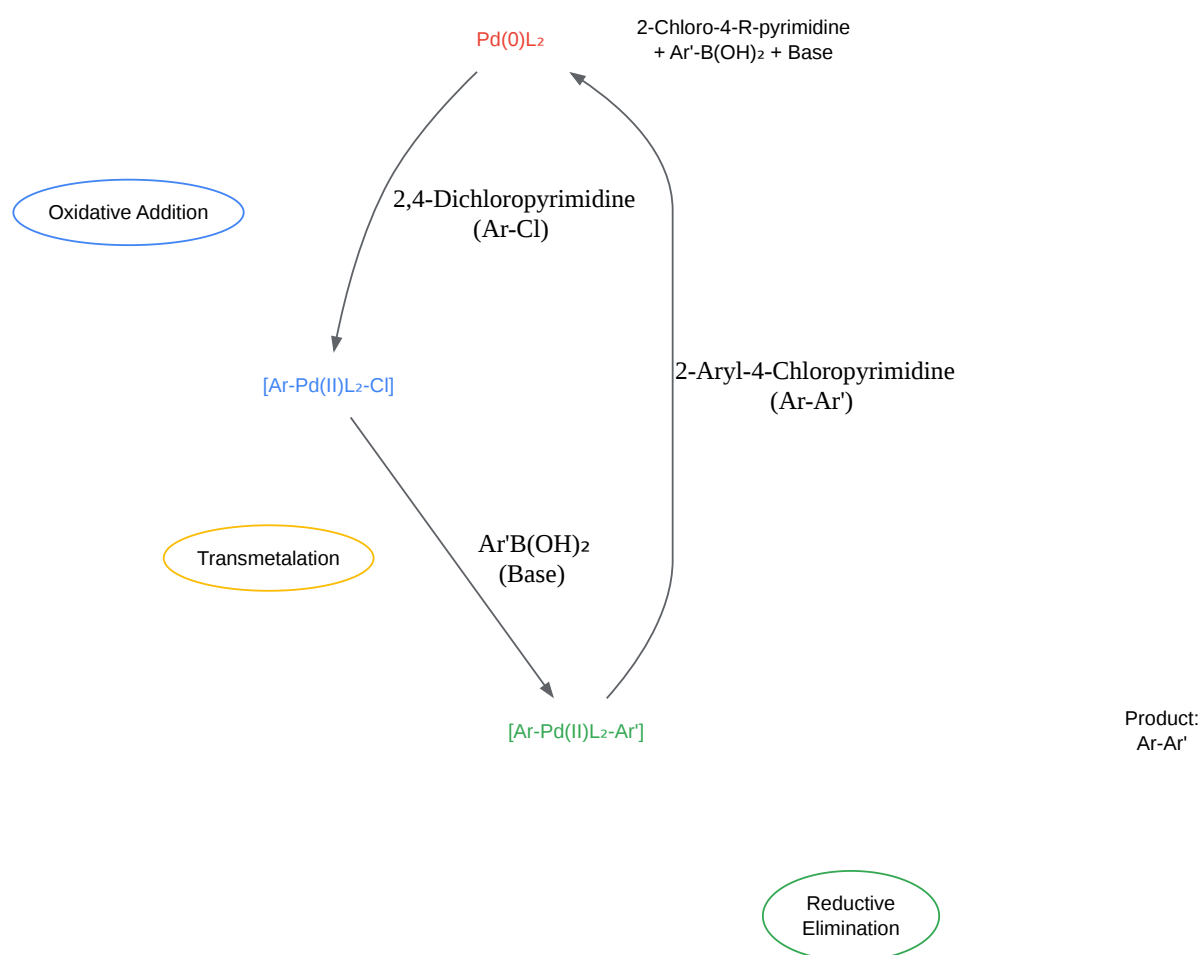 Pd(0)L₂
2-Chloro-4-R-pyrimidine
+ Ar'-B(OH)₂ + Base
Oxidative Addition
2,4-Dichloropyrimidine
(Ar-Cl)
[Ar-Pd(II)L₂-Cl]
2-Aryl-4-Chloropyrimidine
(Ar-Ar')
Transmetalation
Ar'B(OH)₂
(Base)
[Ar-Pd(II)L₂-Ar']
Product:
Ar-Ar'
Reductive
Elimination